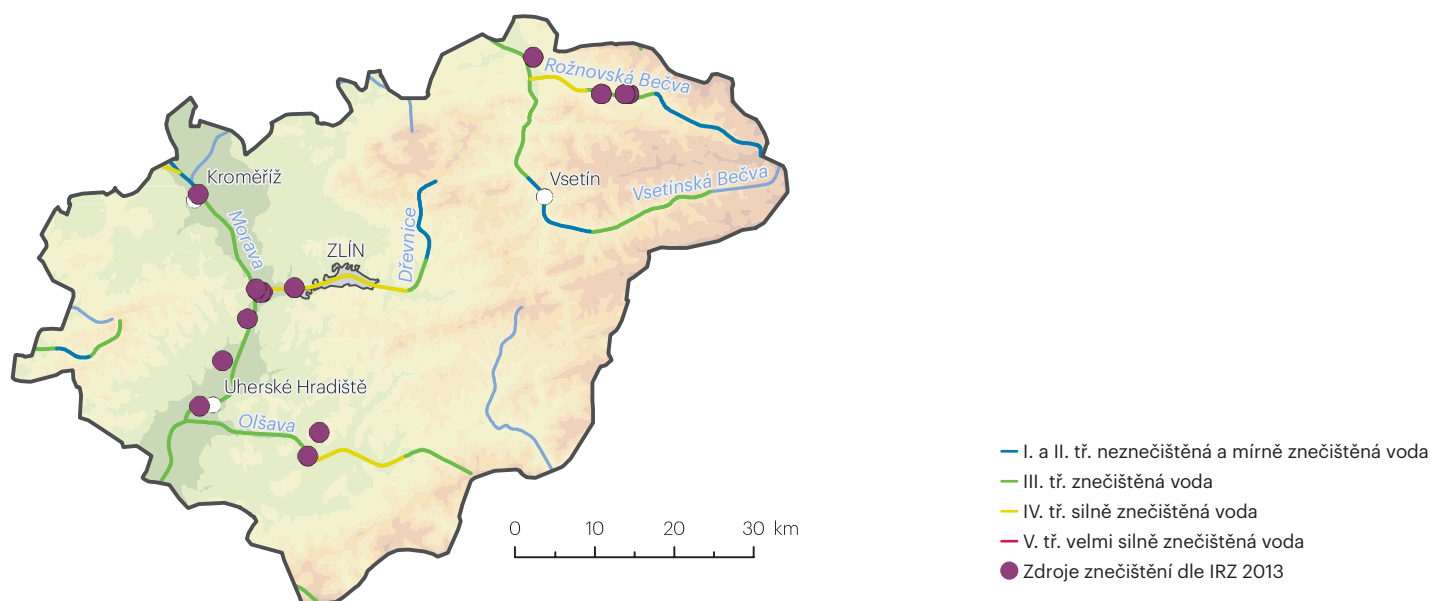 Rožnovská Bečva
Kroměříž
Vsetín
Vsetínská Bečva
Morava
Dřevnice
ZLÍN
Uherské Hradiště
Olšava
0 10 20 30 km
I. a II. tř. neznečištěná a mírně znečištěná voda
III. tř. znečištěná voda
IV. tř. silně znečištěná voda
V. tř. velmi silně znečištěná voda
Zdroje znečištění dle IRZ 2013